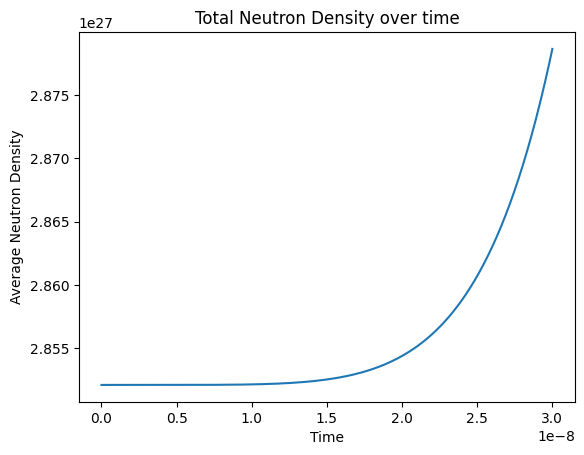 Total Neutron Density over time
1e27
2.875
2.870
2.865
2.860
2.855
Average Neutron Density
0.0 0.5 1.0 1.5 2.0 2.5 3.0
Time
1e−8